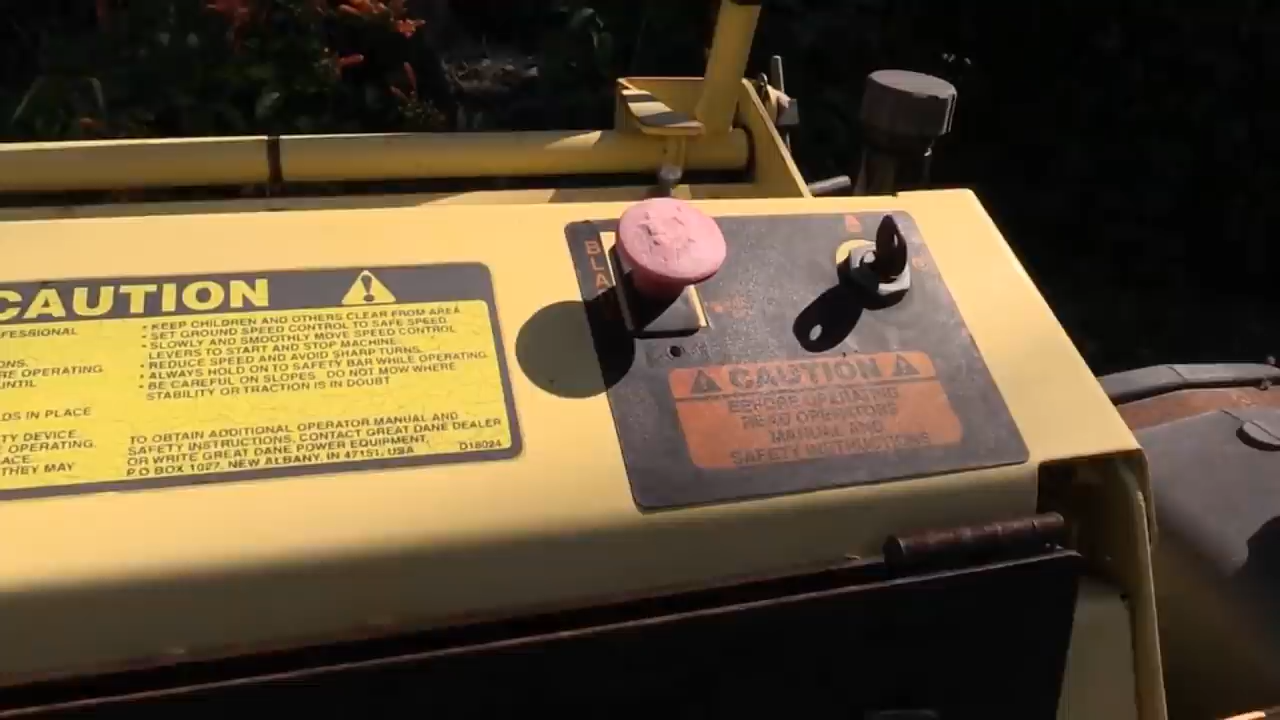 CAUTION
FESSIONAL
ONS.
RE OPERATING
UNTIL
DS IN PLACE
TY DEVICE
E OPERATING.
ACE
THEY MAY
• KEEP CHILDREN AND OTHERS CLEAR FROM AREA
• SET GROUND SPEED CONTROL TO SAFE SPEED.
• SLOWLY AND SMOOTHLY MOVE SPEED CONTROL
LEVERS TO START AND STOP MACHINE.
• REDUCE SPEED AND AVOID SHARP TURNS.
• ALWAYS HOLD ON TO SAFETY BAR WHILE OPERATING.
• BE CAREFUL ON SLOPES. DO NOT MOW WHERE
STABILITY OR TRACTION IS IN DOUBT
TO OBTAIN ADDITIONAL OPERATOR MANUAL AND
SAFETY INSTRUCTIONS, CONTACT GREAT DANE DEALER
OR WRITE GREAT DANE POWER EQUIPMENT,
P.O BOX 1027, NEW ALBANY, IN 47151, USA
D18024
BLA
CAUTION
BEFORE OPERATING
READ OPERATORS
MANUAL AND
SAFETY INSTRUCTIONS